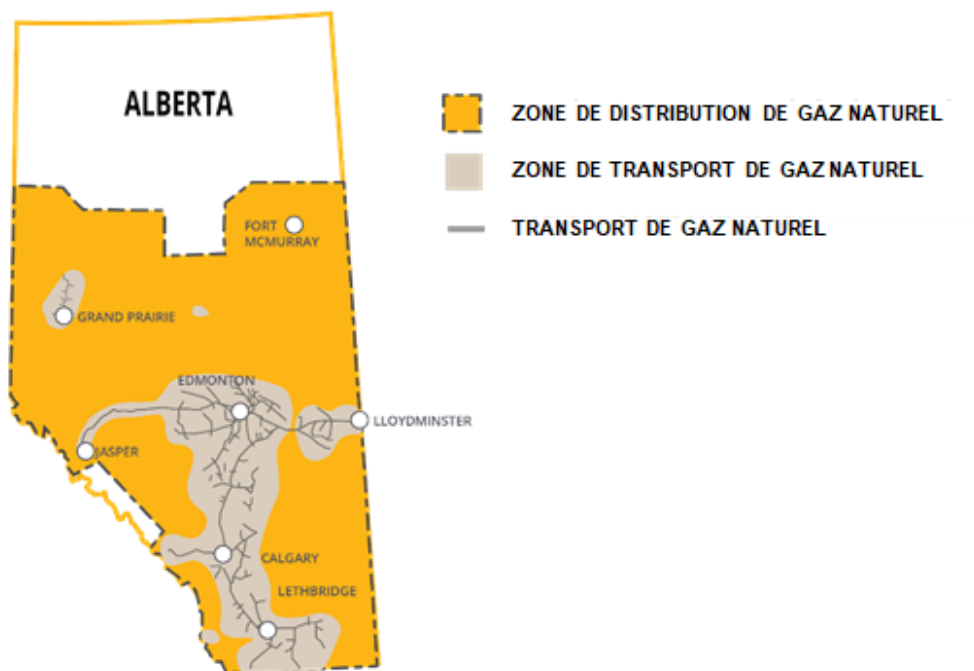 ALBERTA
ZONE DE DISTRIBUTION DE GAZ NATUREL
ZONE DE TRANSPORT DE GAZ NATUREL
TRANSPORT DE GAZ NATUREL
FORT
MCMURRAY
GRAND PRAIRIE
EDMONTON
LLOYDMINSTER
JASPER
CALGARY
LETHBRIDGE